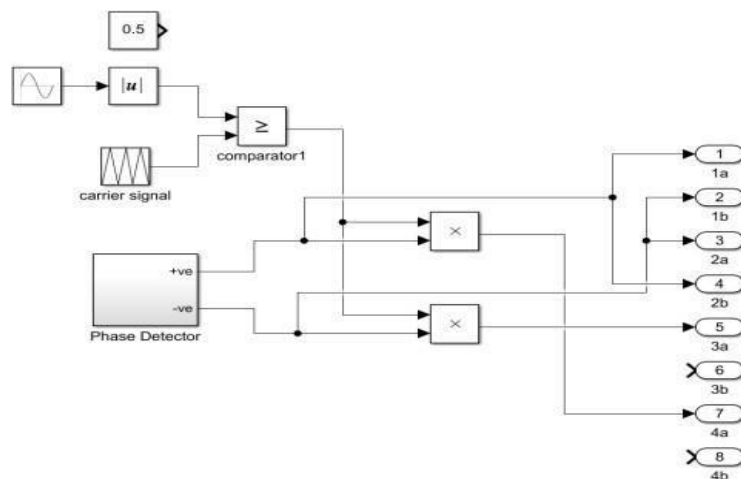 0.5
|u|
≥
comparator1
carrier signal
+ve
-ve
Phase Detector
×
×
1
1a
2
1b
3
2a
4
2b
5
3a
6
3b
7
4a
8
4b